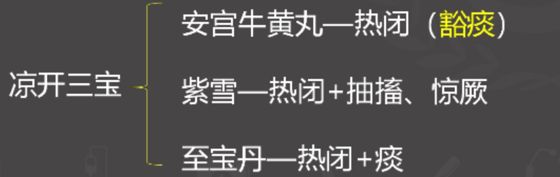 安宫牛黄丸—热闭（豁痰）
凉开三宝
紫雪—热闭+抽搐、惊厥
至宝丹—热闭+痰